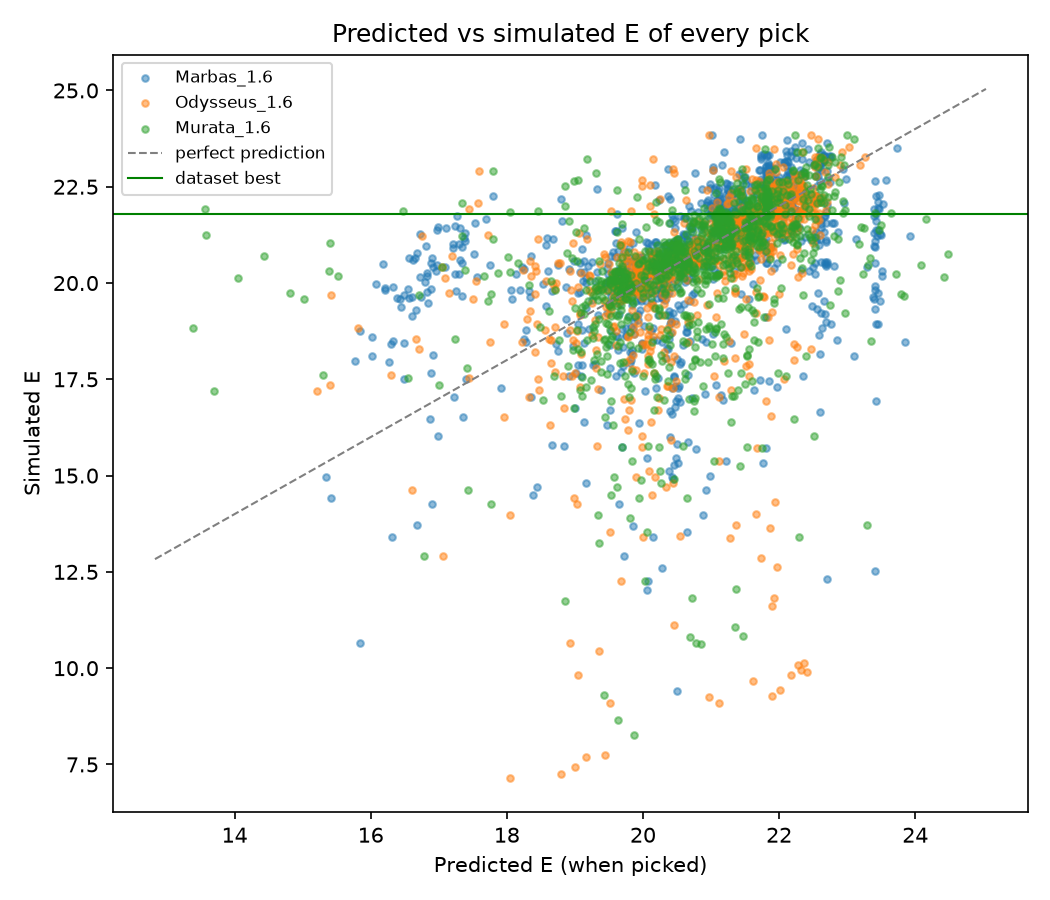 Predicted vs simulated E of every pick
Marbas_1.6
Odysseus_1.6
Murata_1.6
perfect prediction
dataset best
Simulated E
25.0
22.5
20.0
17.5
15.0
12.5
10.0
7.5
14 16 18 20 22 24
Predicted E (when picked)